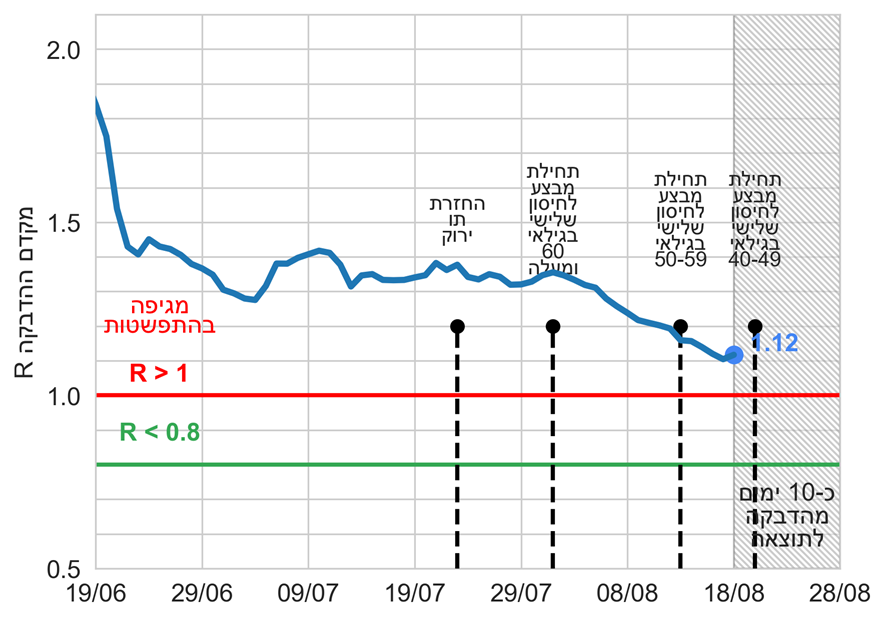 2.0
1.5
1.0
0.5
מקדם ההדבקה R
החזרת
תו
ירוק
תחילת
מבצע
לחיסון
שלישי
בגילאי
60
ומעלה
תחילת
מבצע
לחיסון
שלישי
בגילאי
50-59
תחילת
מבצע
לחיסון
שלישי
בגילאי
40-49
מגיפה
בהתפשטות
R > 1
R < 0.8
1.12
כ-10 ימים
מהדבקה
לתוצאה
19/06
29/06
09/07
19/07
29/07
08/08
18/08
28/08